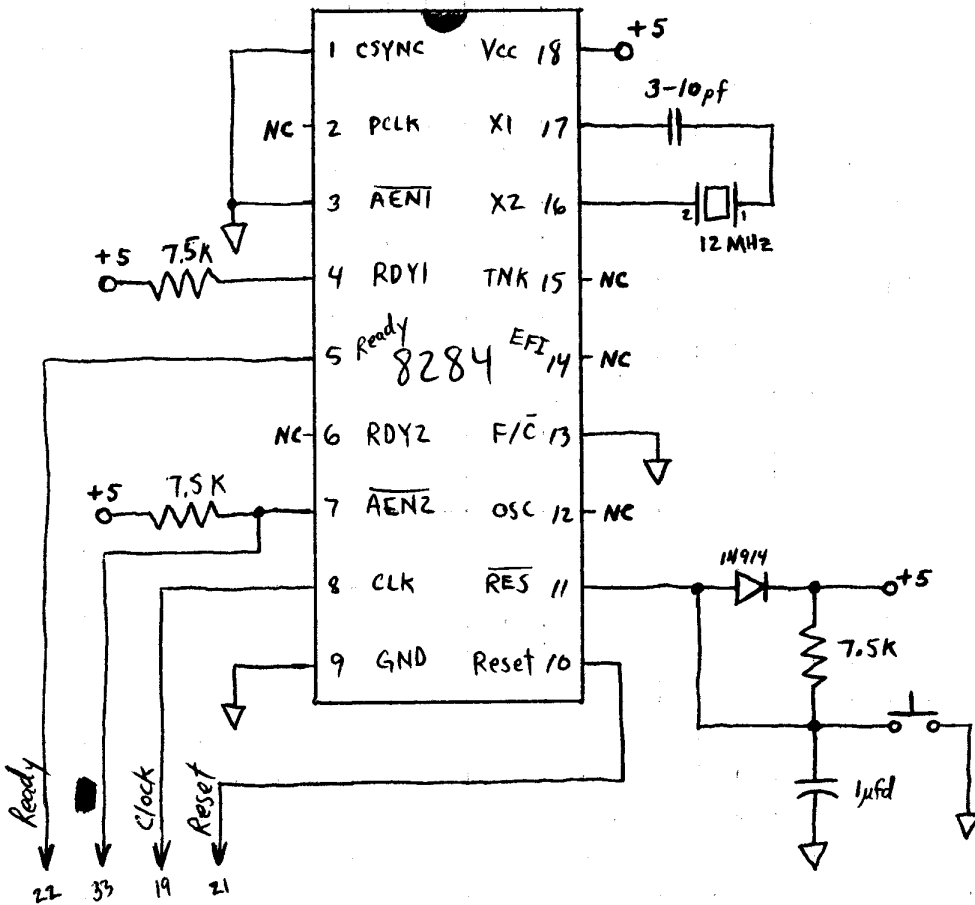 1 CSYNC Vcc 18 +5
3-10pf
NC 2 PCLK X1 17
3 AEN1 X2 16 2 1
12 MHz
+5 7.5K
4 RDY1 TNK 15 NC
5 Ready 8284 EFI 14 NC
NC 6 RDY2 F/C̅ 13
+5 7.5K
7 AEN2 OSC 12 NC
1N914
8 CLK RES 11 +5
7.5K
9 GND Reset 10
1µfd
Ready Clock Reset
22 33 19 21